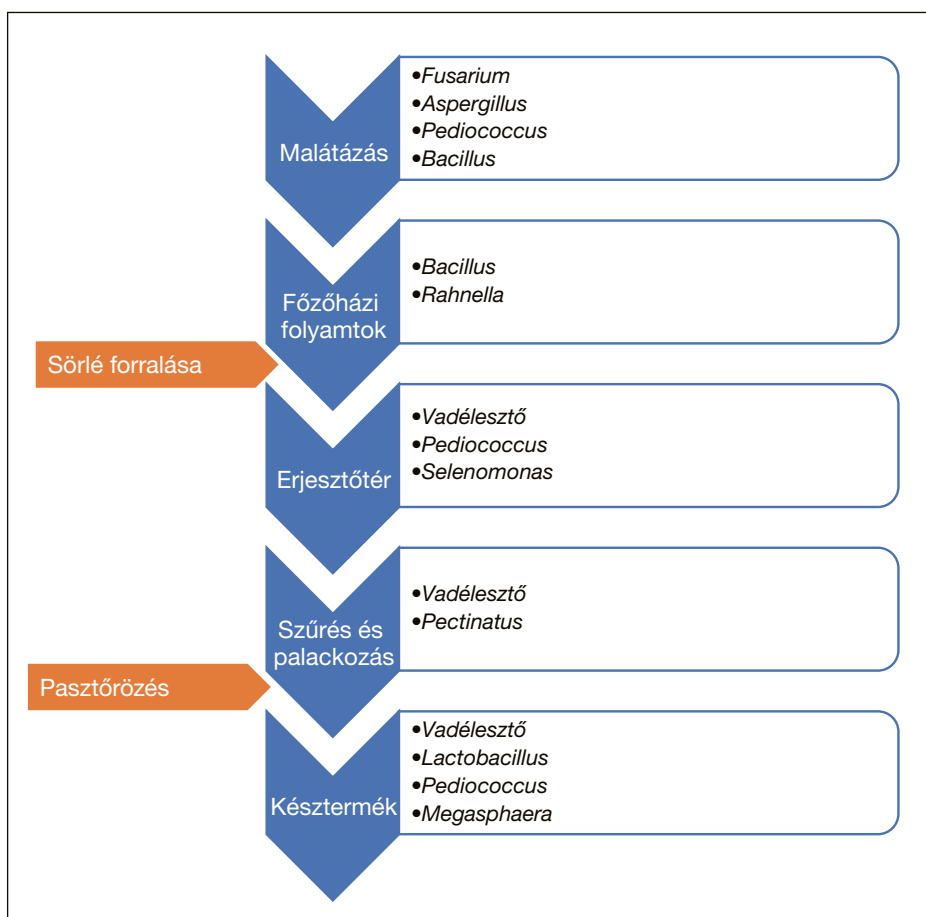 Malátázás
•Fusarium
•Aspergillus
•Pediococcus
•Bacillus
Főzőházi
folyamtok
•Bacillus
•Rahnella
Sörlé forralása
Erjesztőtér
•Vadélesztő
•Pediococcus
•Selenomonas
Szűrés és
palackozás
•Vadélesztő
•Pectinatus
Pasztőrözés
Késztermék
•Vadélesztő
•Lactobacillus
•Pediococcus
•Megasphaera